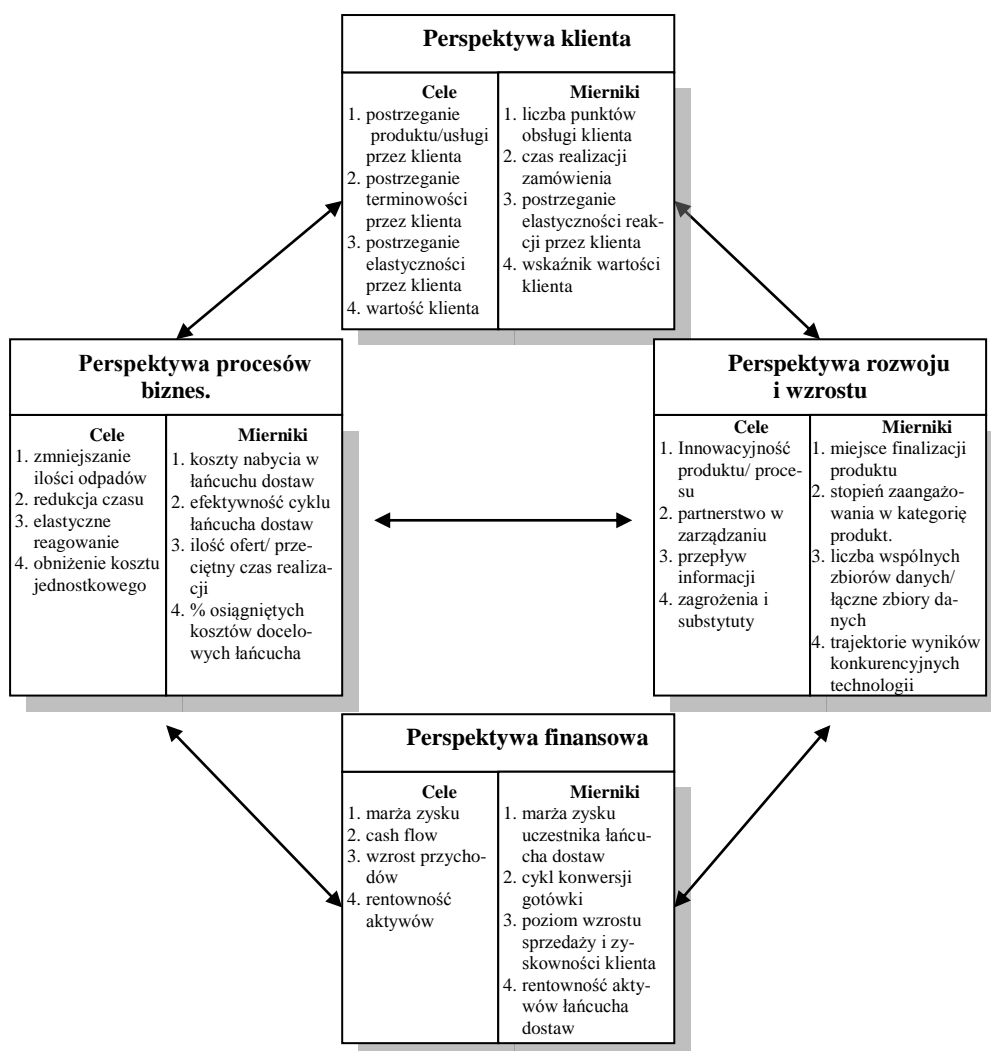 Perspektywa klienta
Cele
1. postrzeganie
produktu/usługi
przez klienta
2. postrzeganie
terminowości
przez klienta
3. postrzeganie
elastyczności
przez klienta
4. wartość klienta
Mierniki
1. liczba punktów
obsługi klienta
2. czas realizacji
zamówienia
3. postrzeganie
elastyczności reak-
cji przez klienta
4. wskaźnik wartości
klienta
Perspektywa procesów
biznes.
Cele
1. zmniejszanie
ilości odpadów
2. redukcja czasu
3. elastyczne
reagowanie
4. obniżenie kosztu
jednostkowego
Mierniki
1. koszty nabycia w
łańcuchu dostaw
2. efektywność cyklu
łańcucha dostaw
3. ilość ofert/ prze-
ciętny czas realiza-
cji
4. % osiągniętych
kosztów docelo-
wych łańcucha
Perspektywa rozwoju
i wzrostu
Cele
1. Innowacyjność
produktu/ proce-
su
2. partnerstwo w
zarządzaniu
3. przepływ
informacji
4. zagrożenia i
substytuty
Mierniki
1. miejsce finalizacji
produktu
2. stopień zaangażo-
wania w kategorię
produkt.
3. liczba wspólnych
zbiorów danych/
łączne zbiory da-
nych
4. trajektorie wyników
konkurencyjnych
technologii
Perspektywa finansowa
Cele
1. marża zysku
2. cash flow
3. wzrost przycho-
dów
4. rentowność
aktywów
Mierniki
1. marża zysku
uczestnika łańcu-
cha dostaw
2. cykl konwersji
gotówki
3. poziom wzrostu
sprzedaży i zy-
skowności klienta
4. rentowność akty-
wów łańcucha
dostaw